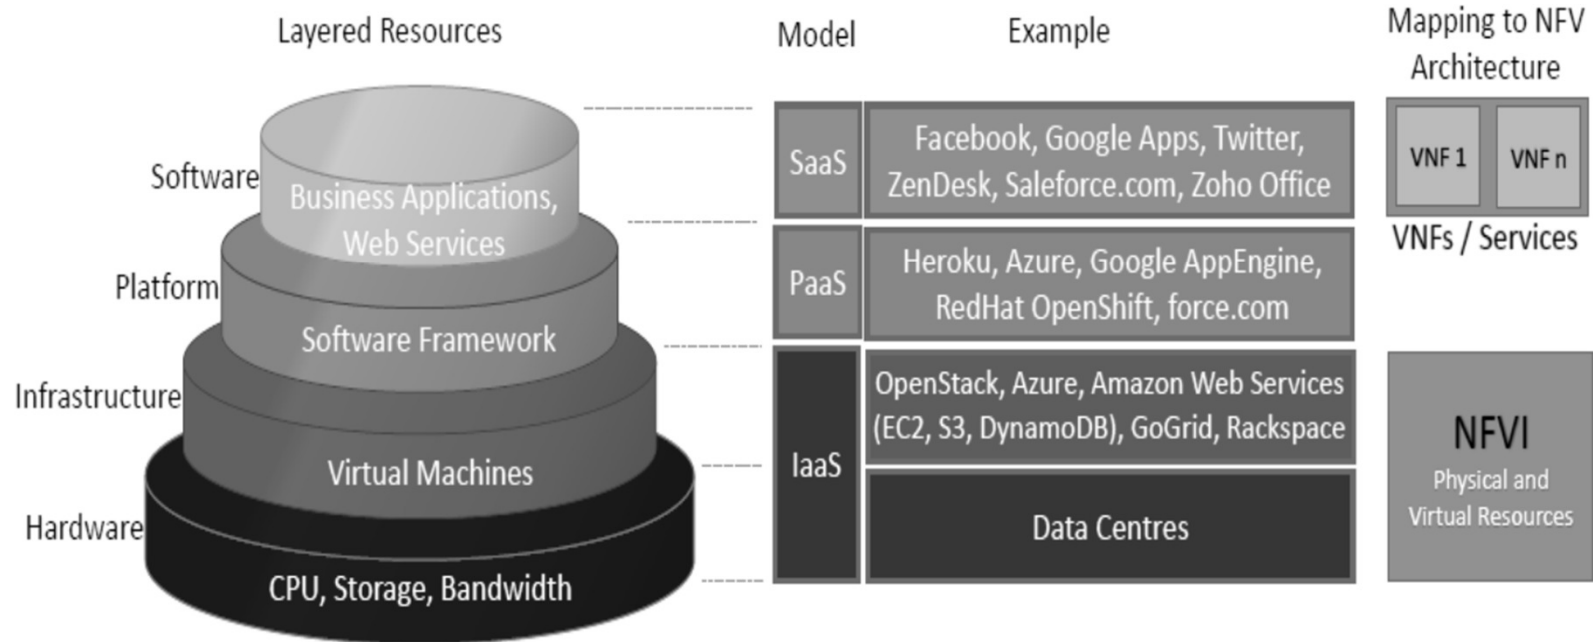 Layered Resources
Model
Example
Mapping to NFV
Architecture
Software
Business Applications,
Web Services
SaaS
Facebook, Google Apps, Twitter,
ZenDesk, Saleforce.com, Zoho Office
VNF 1
VNF n
VNFs / Services
Platform
Software Framework
PaaS
Heroku, Azure, Google AppEngine,
RedHat OpenShift, force.com
Infrastructure
Virtual Machines
IaaS
OpenStack, Azure, Amazon Web Services
(EC2, S3, DynamoDB), GoGrid, Rackspace
NFVI
Physical and
Virtual Resources
Hardware
CPU, Storage, Bandwidth
Data Centres